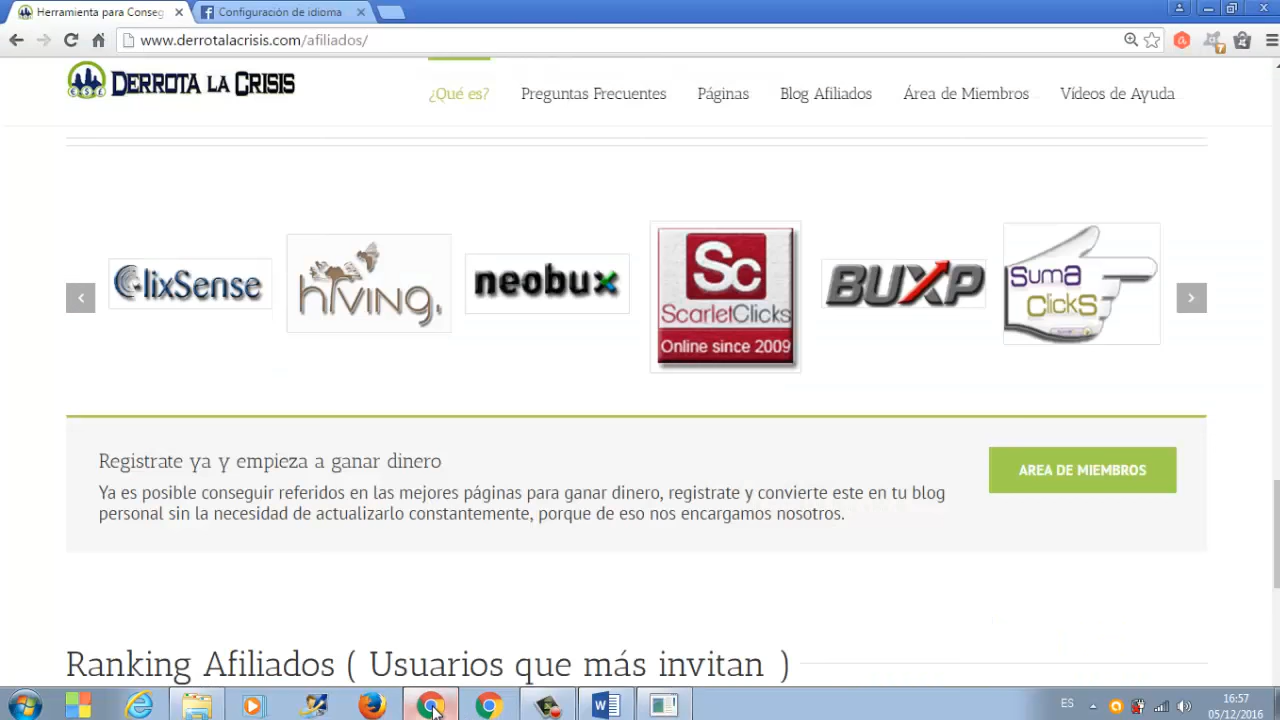 Herramienta para Conseg
Configuración de idioma
www.derrotalacrisis.com/afiliados/
DERROTA LA CRISIS
¿Qué es?
Preguntas Frecuentes
Páginas
Blog Afiliados
Área de Miembros
Vídeos de Ayuda
ClixSense
hiving.
neobux
Sc
ScarletClicks
Online since 2009
BUXP
Suma
Clicks
Registrate ya y empieza a ganar dinero
Ya es posible conseguir referidos en las mejores páginas para ganar dinero, registrate y convierte este en tu blog
personal sin la necesidad de actualizarlo constantemente, porque de eso nos encargamos nosotros.
AREA DE MIEMBROS
Ranking Afiliados ( Usuarios que más invitan )
ES
16:57
05/12/2016